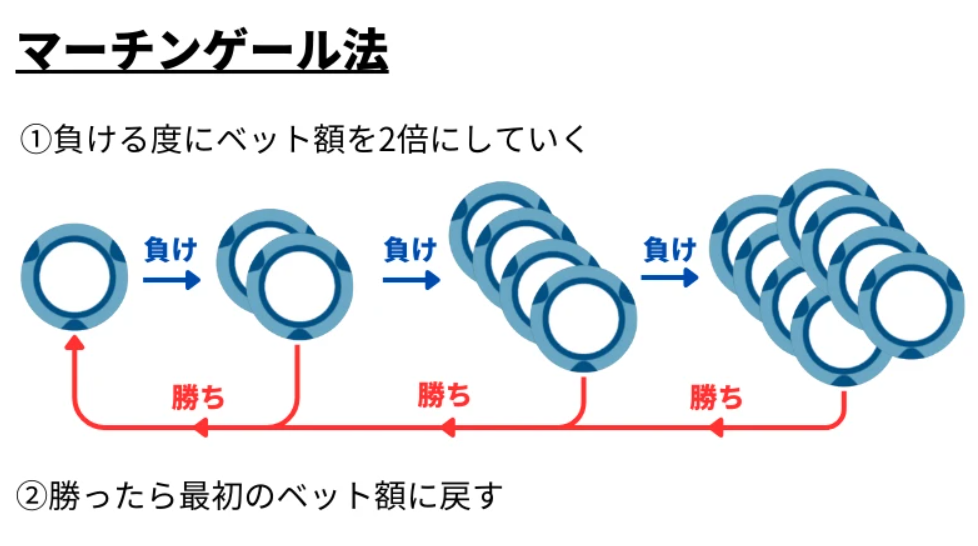 マーチンゲール法
①負ける度にベット額を2倍にしていく
負け
負け
負け
勝ち
勝ち
勝ち
②勝ったら最初のベット額に戻す